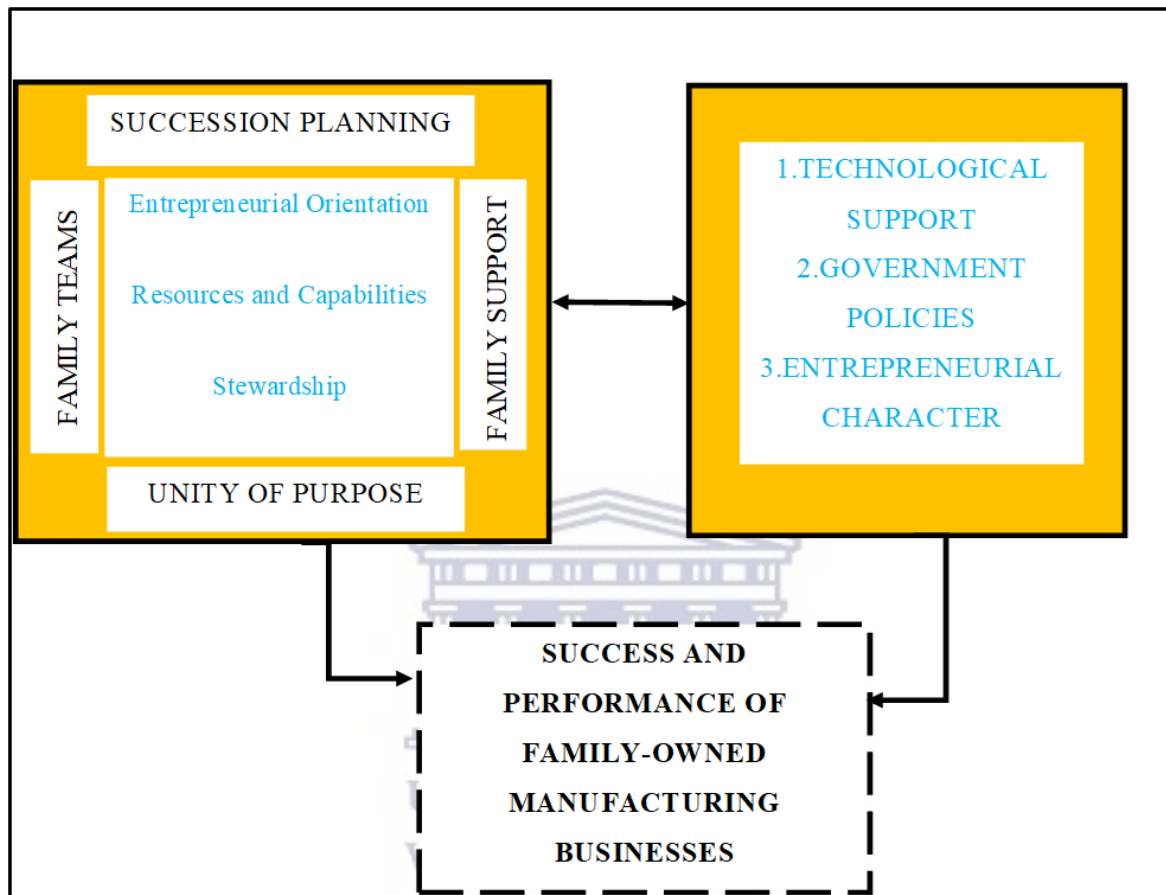 SUCCESSION PLANNING
FAMILY TEAMS
Entrepreneurial Orientation
Resources and Capabilities
Stewardship
FAMILY SUPPORT
UNITY OF PURPOSE
1.TECHNOLOGICAL
SUPPORT
2.GOVERNMENT
POLICIES
3.ENTREPRENEURIAL
CHARACTER
SUCCESS AND
PERFORMANCE OF
FAMILY-OWNED
MANUFACTURING
BUSINESSES